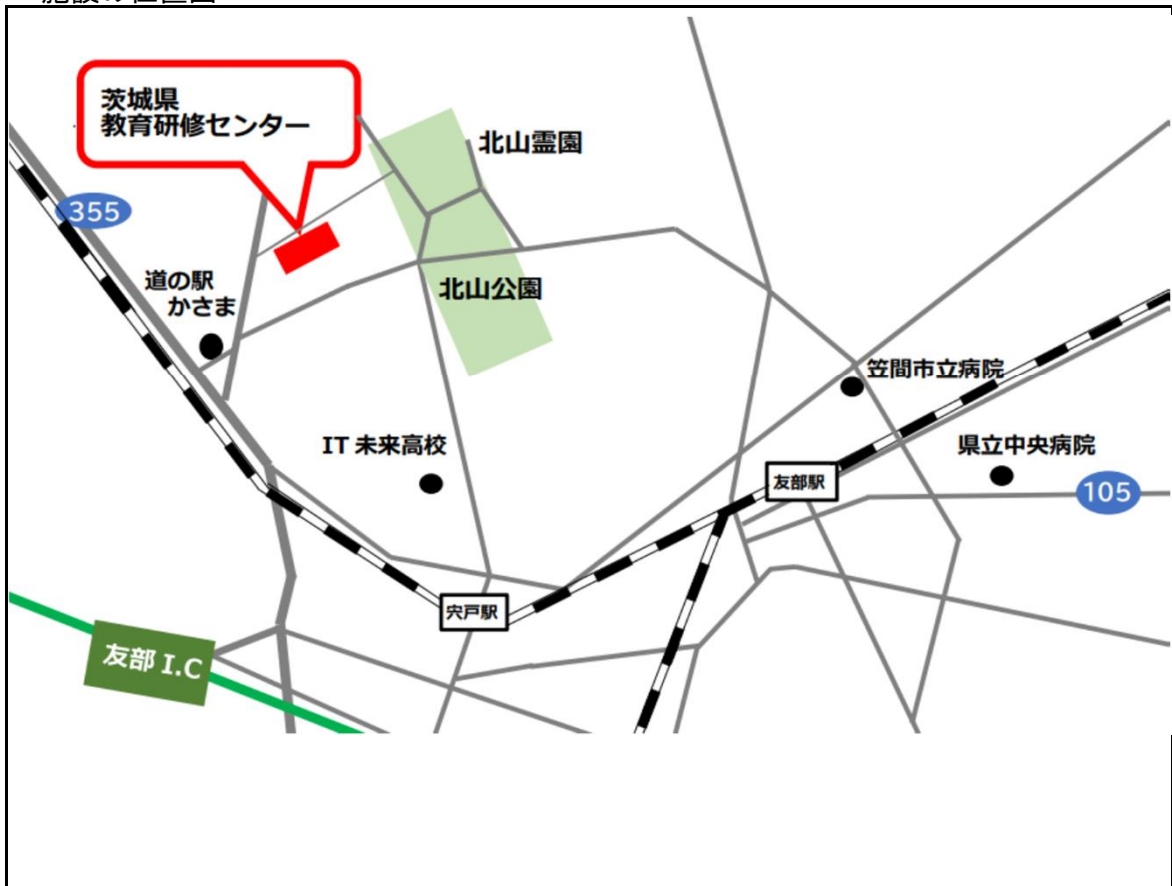 施設の位置図
茨城県
教育研修センター
北山霊園
355
道の駅
かさま
北山公園
笠間市立病院
IT 未来高校
県立中央病院
友部駅
105
宍戸駅
友部 I.C